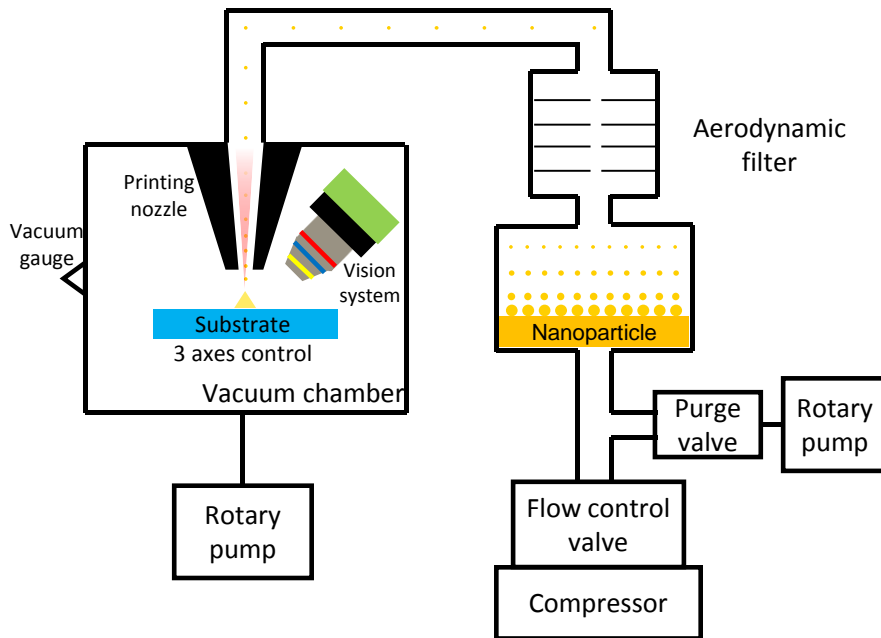 Aerodynamic
filter
Printing
nozzle
Vacuum
gauge
Vision
system
Substrate
3 axes control
Vacuum chamber
Nanoparticle
Purge
valve
Rotary
pump
Rotary
pump
Flow control
valve
Compressor